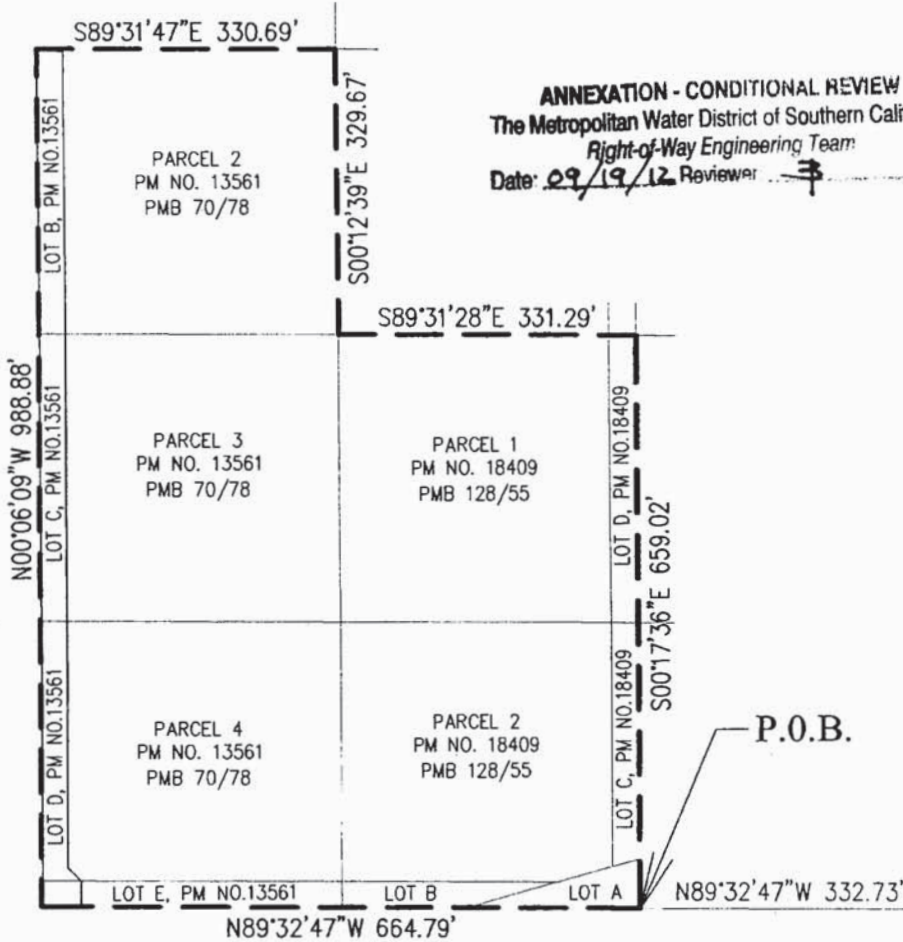 S89°31'47"E 330.69'
ANNEXATION - CONDITIONAL REVIEW
The Metropolitan Water District of Southern Cali
Right-of-Way Engineering Team
Date: 09/19/12 Reviewer
LOT B, PM NO.13561
PARCEL 2
PM NO. 13561
PMB 70/78
S00°12'39"E 329.67'
S89°31'28"E 331.29'
N00°06'09"W 988.88'
LOT C, PM NO.13561
PARCEL 3
PM NO. 13561
PMB 70/78
PARCEL 1
PM NO. 18409
PMB 128/55
LOT D, PM NO.18409
S00°17'36"E 659.02'
LOT D, PM NO.13561
PARCEL 4
PM NO. 13561
PMB 70/78
PARCEL 2
PM NO. 18409
PMB 128/55
LOT C, PM NO.18409
P.O.B.
LOT E, PM NO.13561
LOT B
LOT A
N89°32'47"W 332.73'
N89°32'47"W 664.79'